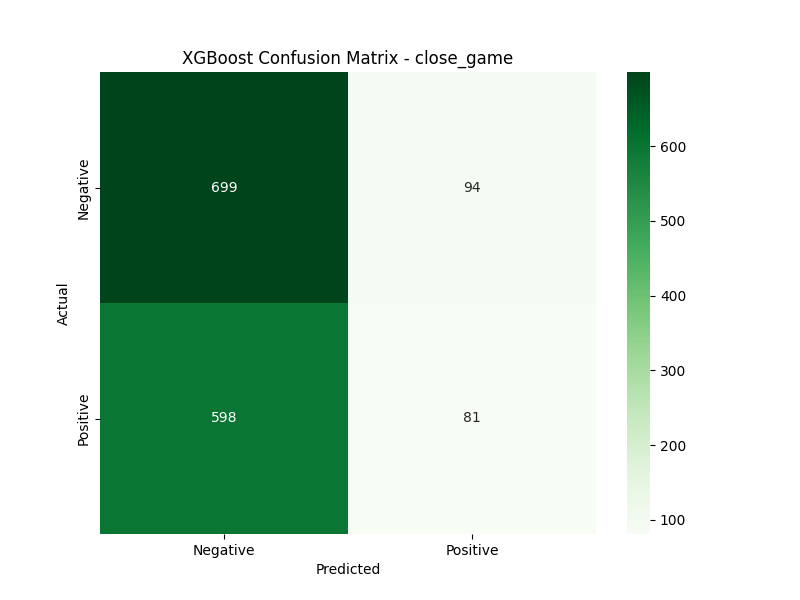 XGBoost Confusion Matrix - close_game
Negative
699
94
600
500
400
300
200
100
Actual
Positive
598
81
Negative
Positive
Predicted